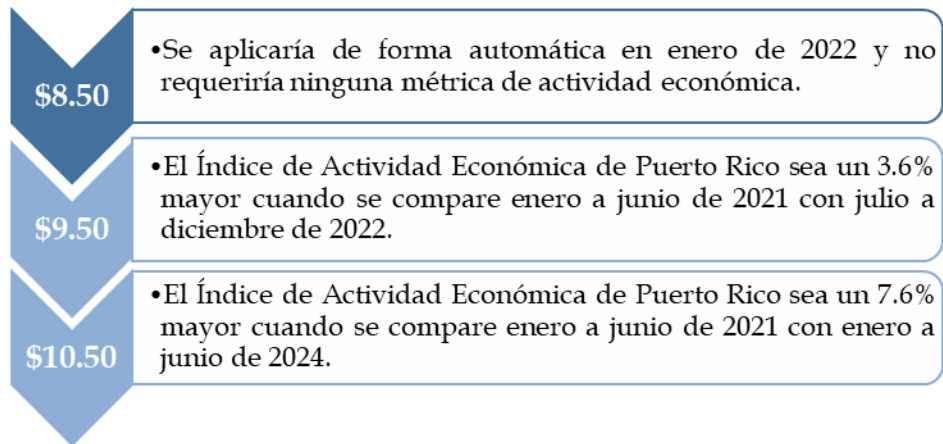 $8.50
•Se aplicaría de forma automática en enero de 2022 y no
requeriría ninguna métrica de actividad económica.
$9.50
•El Índice de Actividad Económica de Puerto Rico sea un 3.6%
mayor cuando se compare enero a junio de 2021 con julio a
diciembre de 2022.
$10.50
•El Índice de Actividad Económica de Puerto Rico sea un 7.6%
mayor cuando se compare enero a junio de 2021 con enero a
junio de 2024.